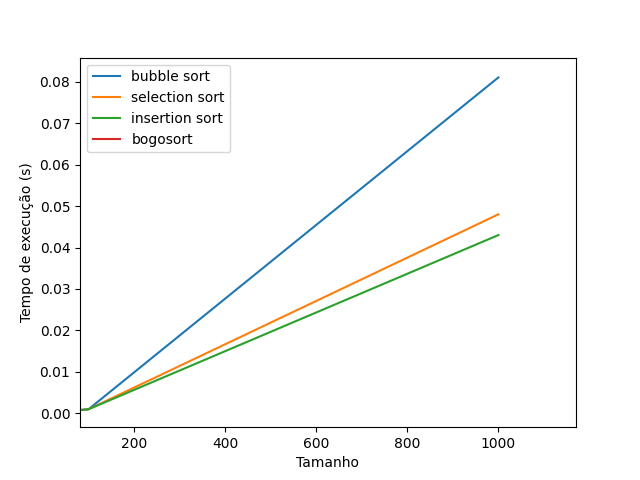 bubble sort
selection sort
insertion sort
bogosort
0.08
0.07
0.06
0.05
0.04
0.03
0.02
0.01
0.00
Tempo de execução (s)
200 400 600 800 1000
Tamanho